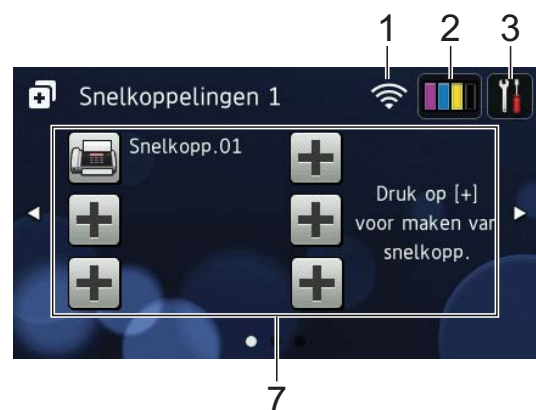 1 2 3
Snelkoppelingen 1
Snelkopp.01
Druk op [+]
voor maken van
snelkopp.
7